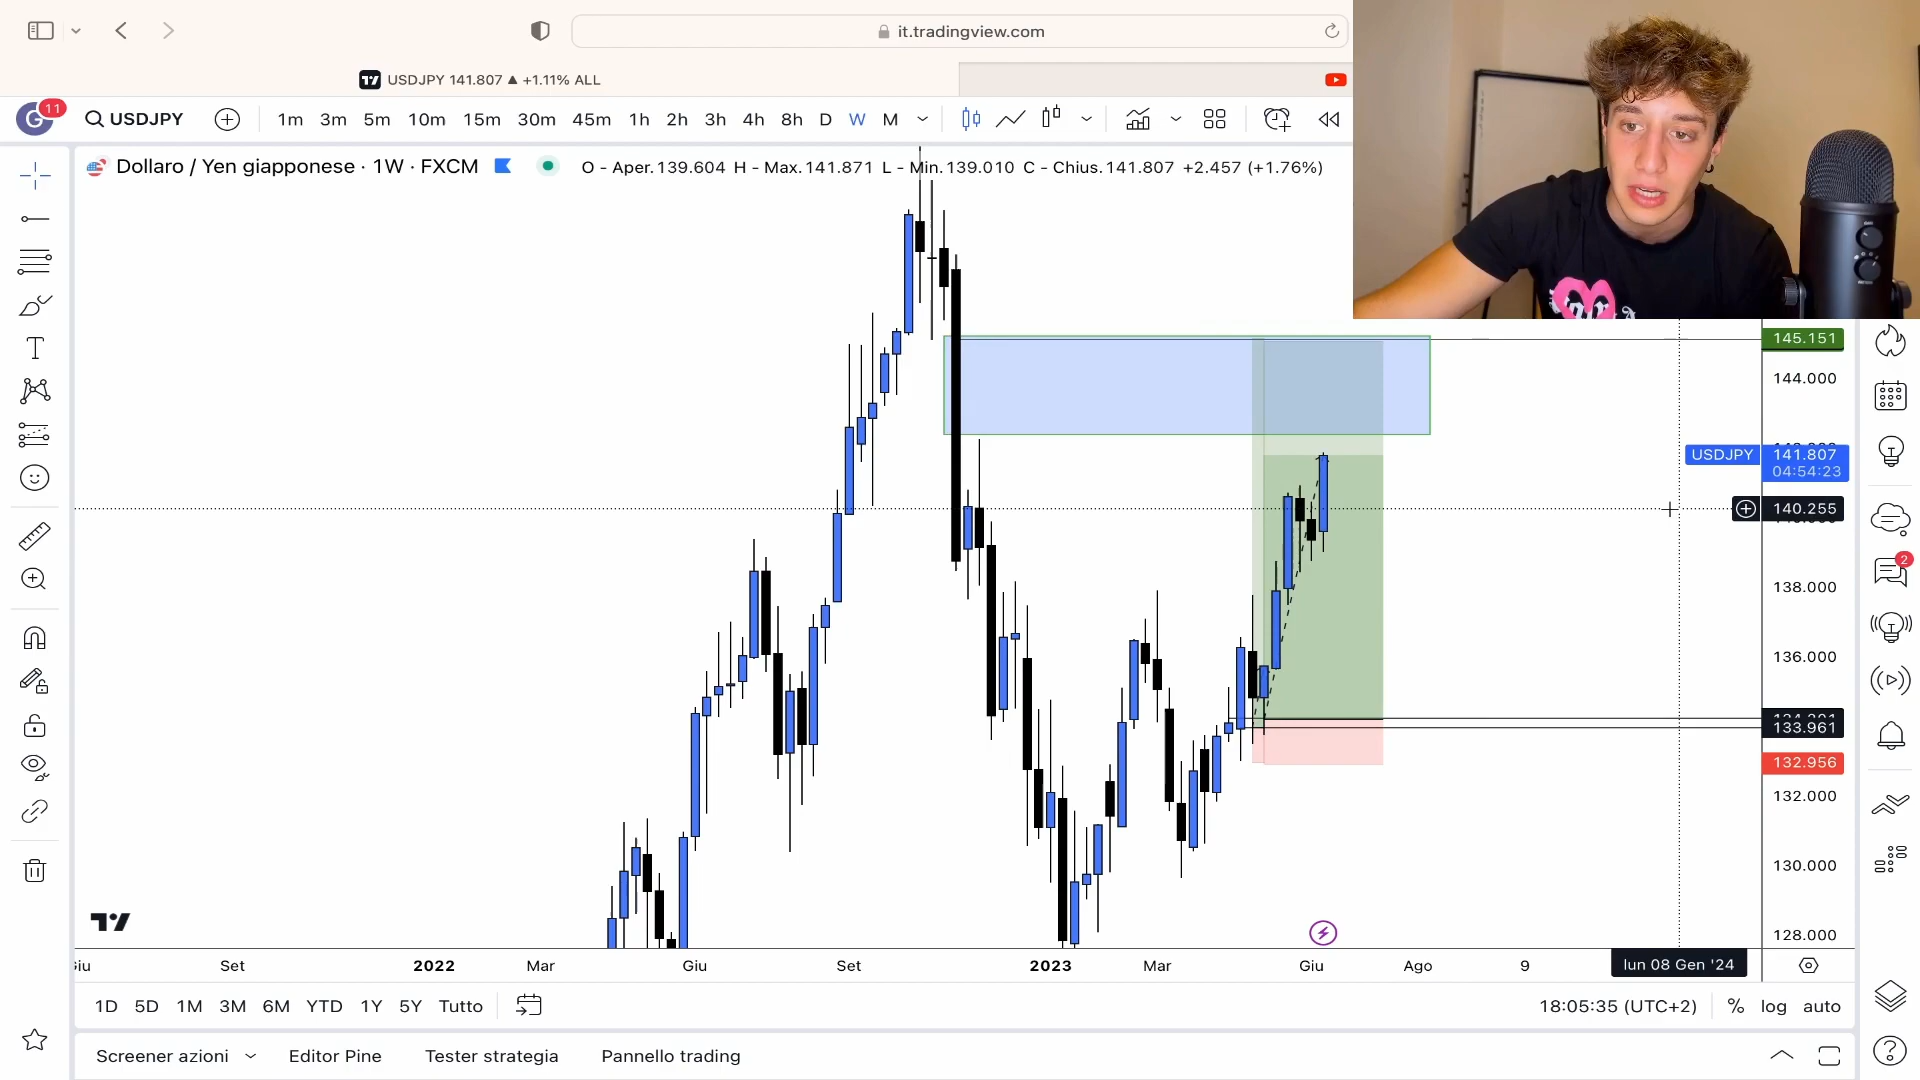 it.tradingview.com
USDJPY 141.807 ▲ +1.11% ALL
G 11
USDJPY
1m 3m 5m 10m 15m 30m 45m 1h 2h 3h 4h 8h D W M
Dollaro / Yen giapponese · 1W · FXCM
O - Aper.139.604 H - Max.141.871 L - Min.139.010 C - Chius.141.807 +2.457 (+1.76%)
145.151
144.000
USDJPY 141.807
04:54:23
140.255
138.000
136.000
133.961
132.956
132.000
130.000
128.000
2
Set 2022 Mar Giu Set 2023 Mar Giu Ago 9 lun 08 Gen '24
1D 5D 1M 3M 6M YTD 1Y 5Y Tutto
18:05:35 (UTC+2) % log auto
Screener azioni Editor Pine Tester strategia Pannello trading